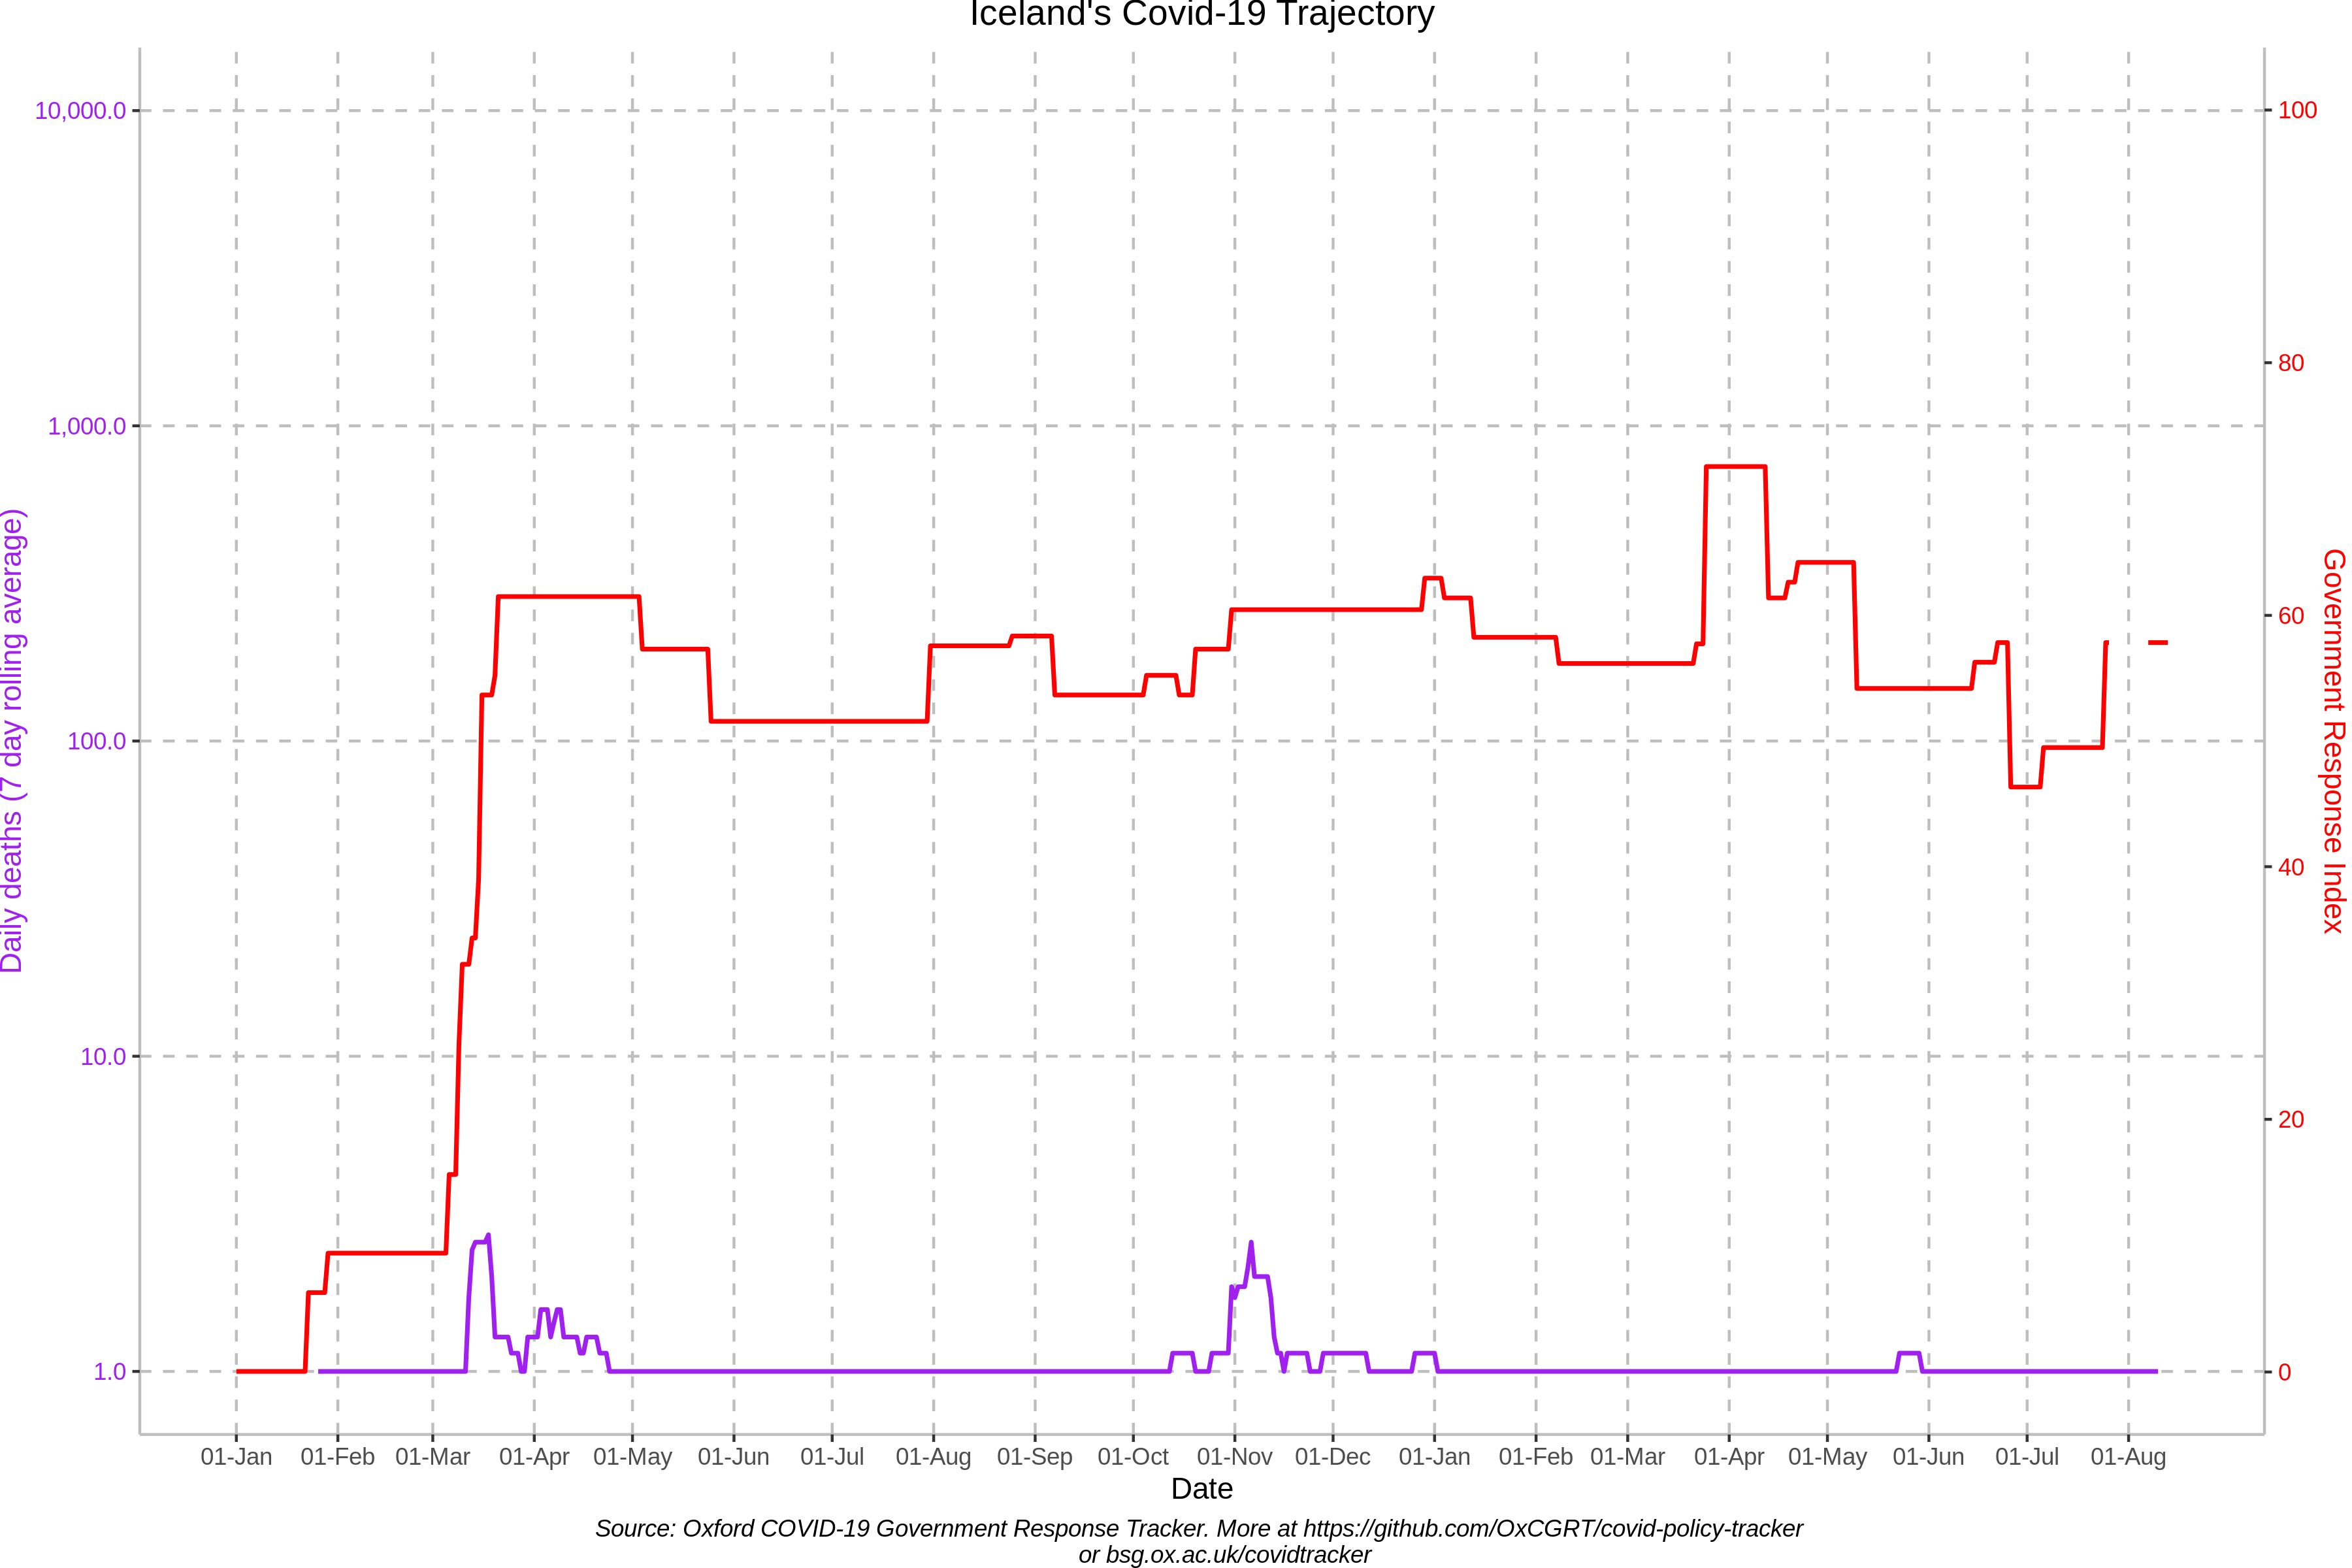 Iceland's Covid-19 Trajectory
10,000.0
1,000.0
100.0
10.0
1.0
Daily deaths (7 day rolling average)
100
80
60
40
20
0
Government Response Index
01-Jan 01-Feb 01-Mar 01-Apr 01-May 01-Jun 01-Jul 01-Aug 01-Sep 01-Oct 01-Nov 01-Dec 01-Jan 01-Feb 01-Mar 01-Apr 01-May 01-Jun 01-Jul 01-Aug
Date
Source: Oxford COVID-19 Government Response Tracker. More at https://github.com/OxCGRT/covid-policy-tracker
or bsg.ox.ac.uk/covidtracker